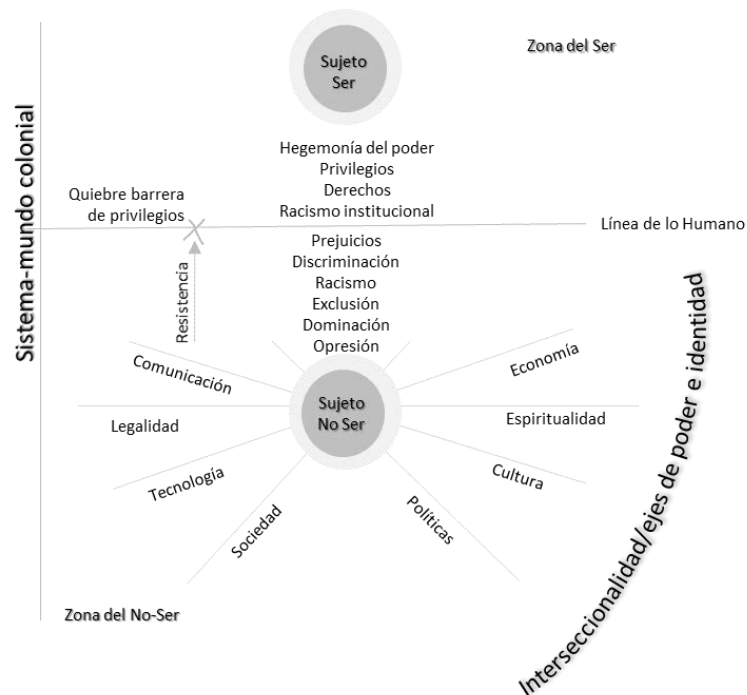 Zona del Ser
Sujeto
Ser
Sistema-mundo colonial
Hegemonía del poder
Privilegios
Derechos
Racismo institucional
Quiebre barrera
de privilegios
Línea de lo Humano
Prejuicios
Discriminación
Racismo
Exclusión
Dominación
Opresión
Resistencia
Comunicación
Economía
Sujeto
No Ser
Legalidad
Espiritualidad
Tecnología
Cultura
Sociedad
Políticas
Interseccionalidad/ejes de poder e identidad
Zona del No-Ser